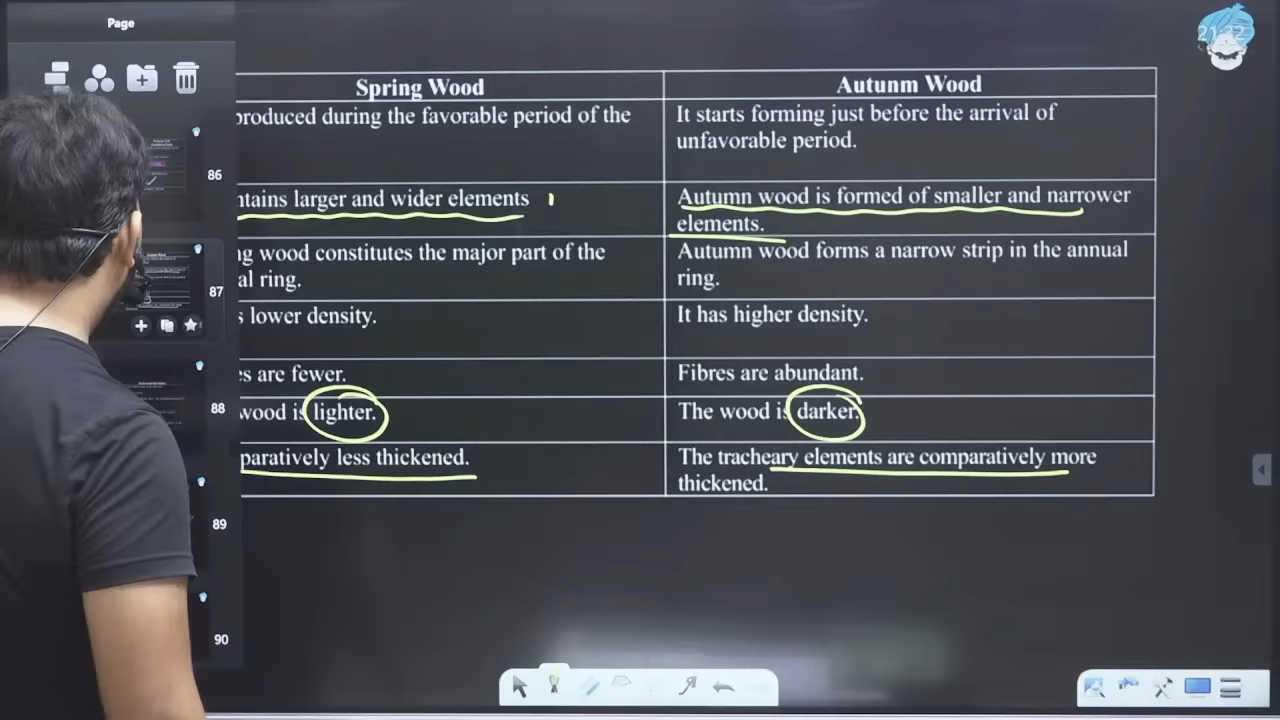 Page
21:22
Spring Wood
Autunm Wood
produced during the favorable period of the
It starts forming just before the arrival of
unfavorable period.
86
ntains larger and wider elements
Autumn wood is formed of smaller and narrower
elements.
ng wood constitutes the major part of the
al ring.
Autumn wood forms a narrow strip in the annual
ring.
87
s lower density.
It has higher density.
es are fewer.
Fibres are abundant.
88
wood is lighter.
The wood is darker.
paratively less thickened.
The tracheary elements are comparatively more
thickened.
89
90